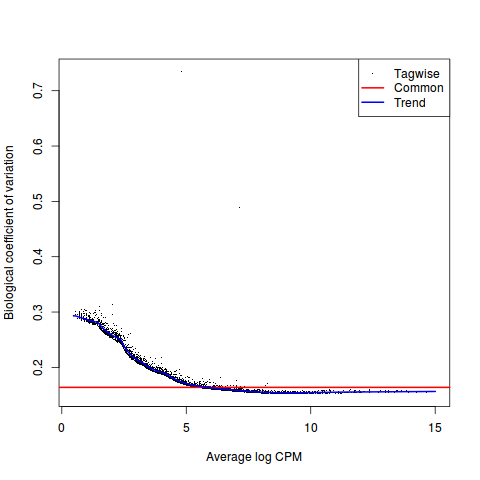 Tagwise
Common
Trend
Biological coefficient of variation
0.7
0.6
0.5
0.4
0.3
0.2
0
5
10
15
Average log CPM